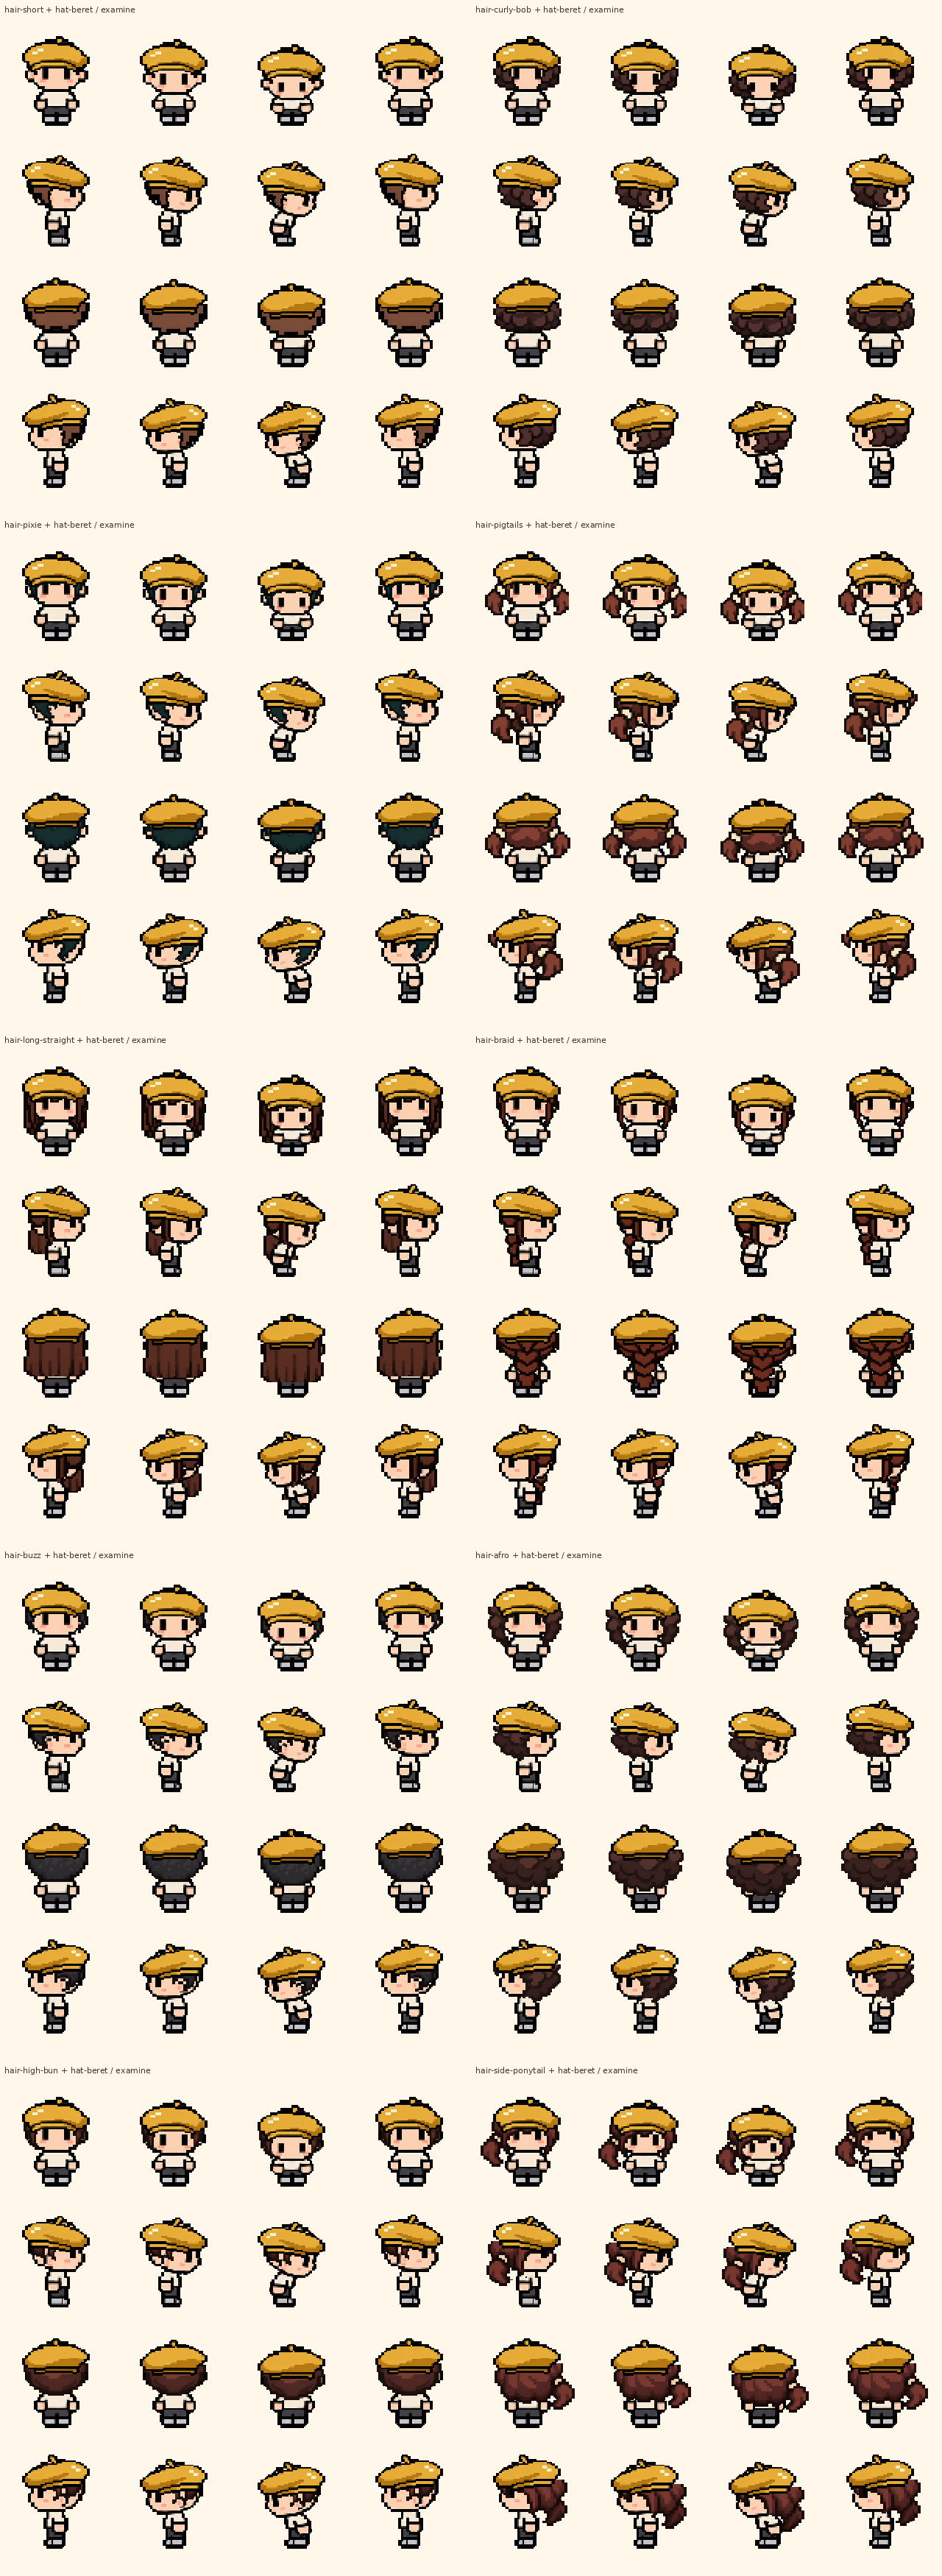 hair-short + hat-beret / examine
hair-curly-bob + hat-beret / examine
hair-pixie + hat-beret / examine
hair-pigtails + hat-beret / examine
hair-long-straight + hat-beret / examine
hair-braid + hat-beret / examine
hair-buzz + hat-beret / examine
hair-afro + hat-beret / examine
hair-high-bun + hat-beret / examine
hair-side-ponytail + hat-beret / examine